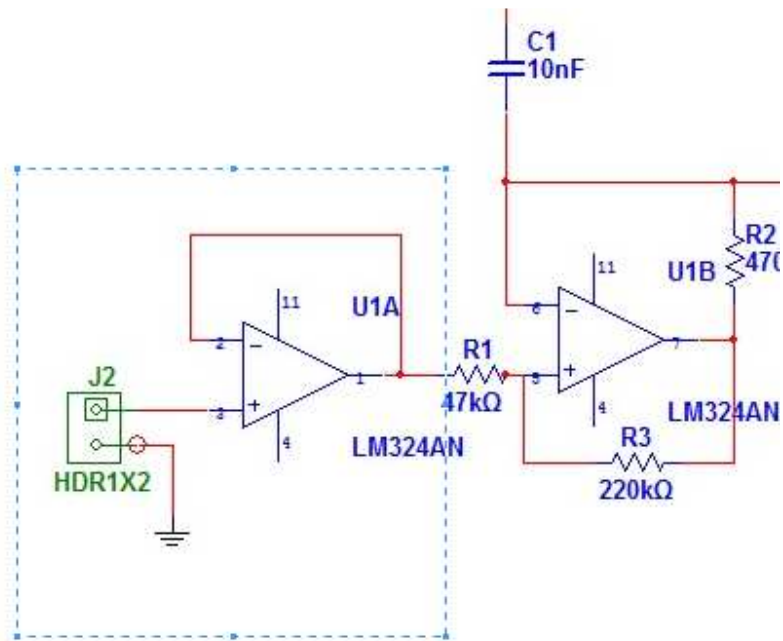 C1
10nF
R2
470
11
U1B
6
7
5
4
LM324AN
11
U1A
2
1
3
4
LM324AN
R1
47kΩ
J2
HDR1X2
R3
220kΩ